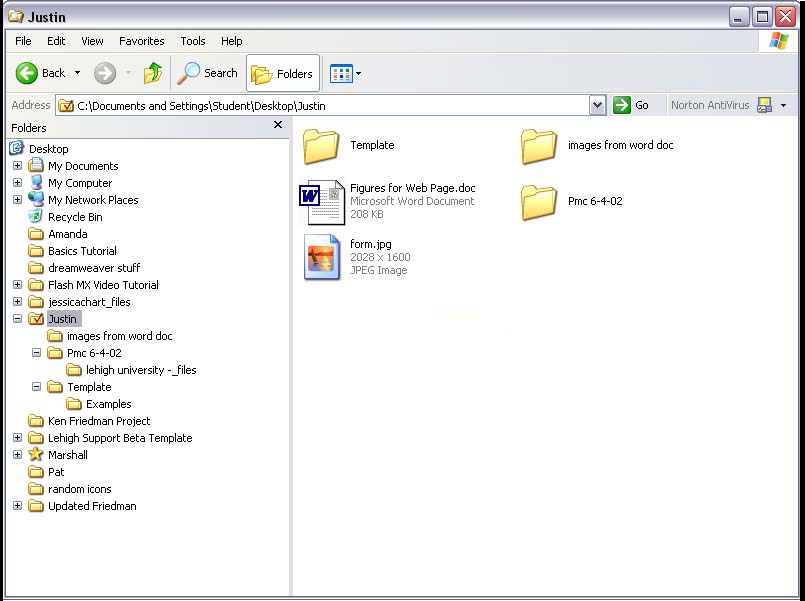 Justin
File Edit View Favorites Tools Help
Back Search Folders
Address C:\Documents and Settings\Student\Desktop\Justin Go Norton AntiVirus
Folders
Desktop
My Documents
My Computer
My Network Places
Recycle Bin
Amanda
Basics Tutorial
dreamweaver stuff
Flash MX Video Tutorial
jessicachart_files
Justin
images from word doc
Pmc 6-4-02
lehigh university -_files
Template
Examples
Ken Friedman Project
Lehigh Support Beta Template
Marshall
Pat
random icons
Updated Friedman
Template
images from word doc
W
Figures for Web Page.doc
Microsoft Word Document
208 KB
Pmc 6-4-02
form.jpg
2028 x 1600
JPEG Image